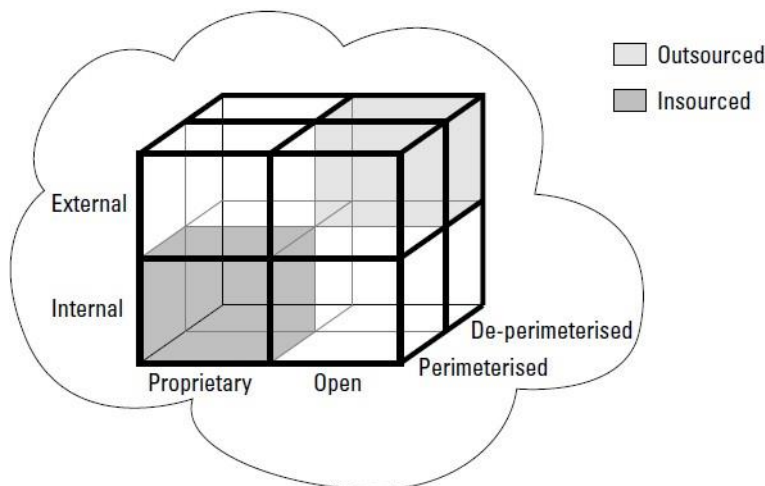 Outsourced
Insourced
External
Internal
De-perimeterised
Perimeterised
Proprietary Open